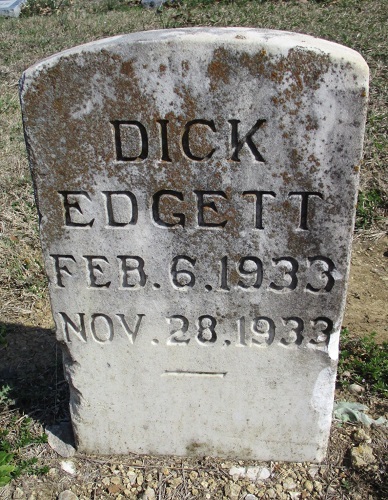 DICK
EDGETT
FEB. 6. 1933
NOV. 28. 1933